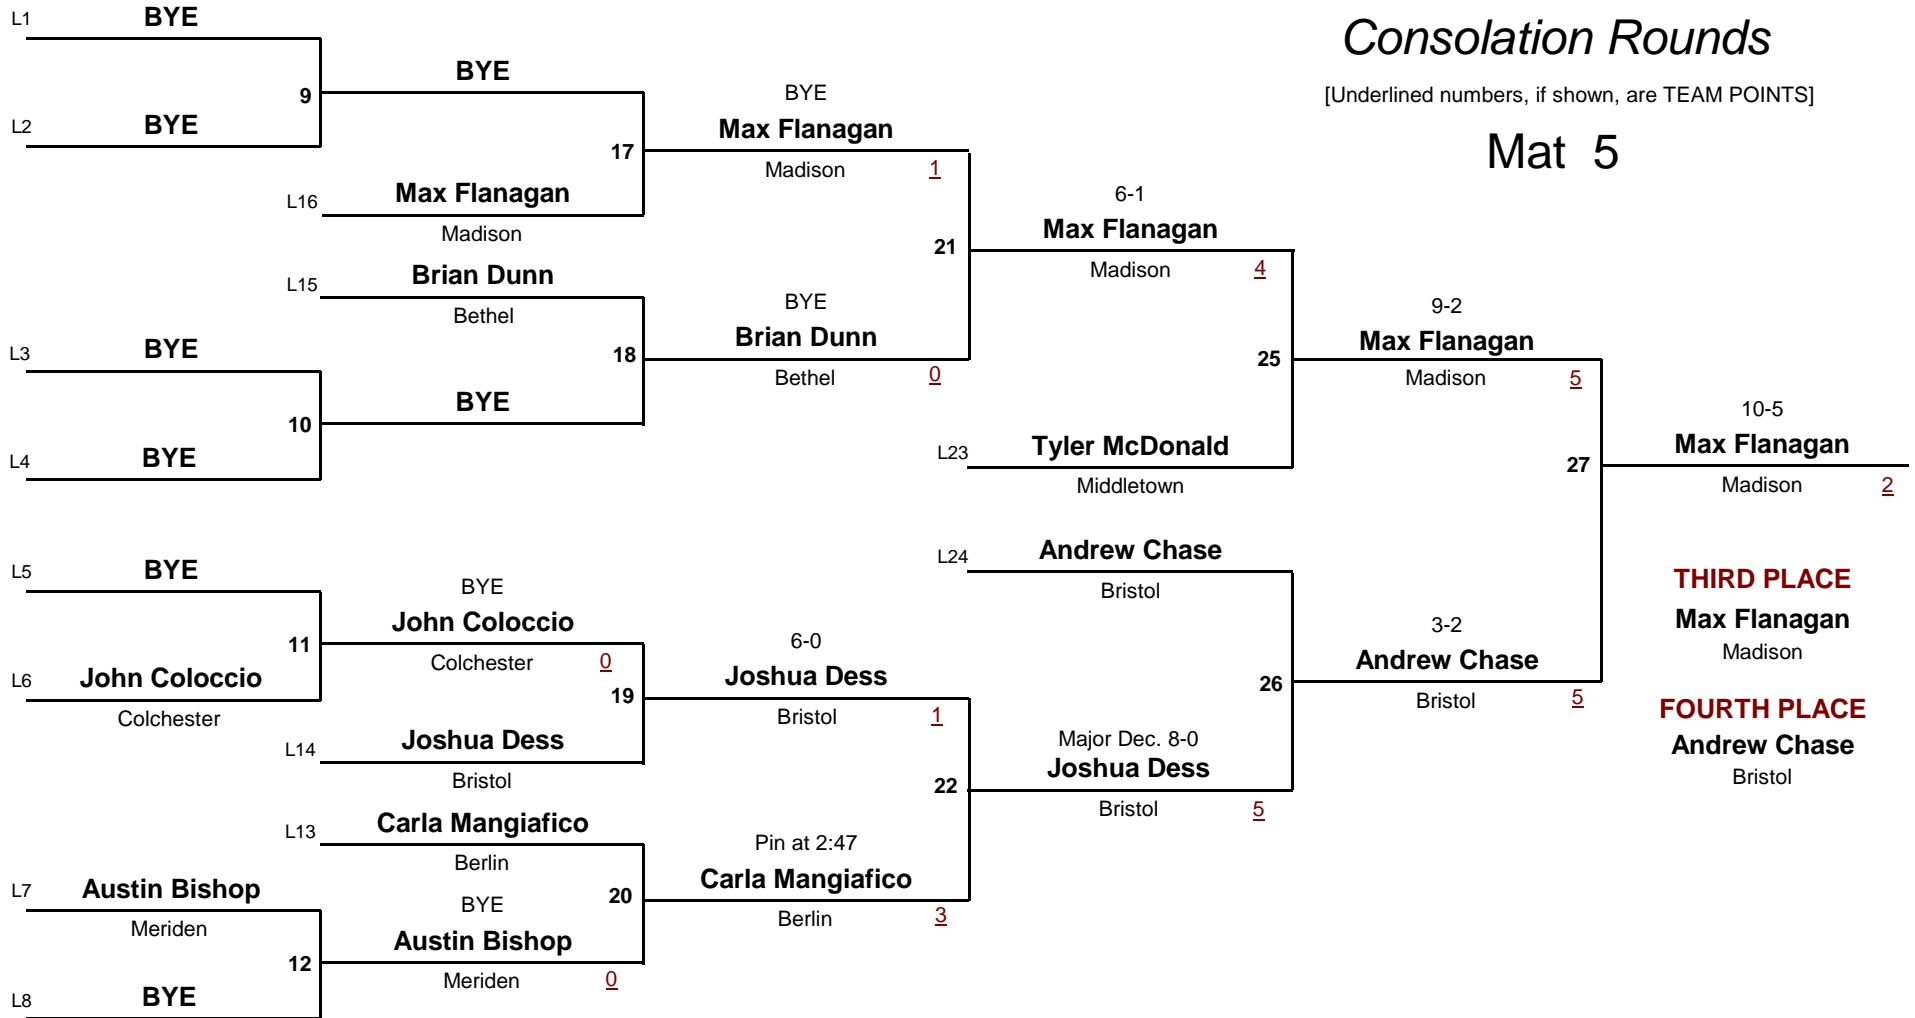 Consolation Rounds
[Underlined numbers, if shown, are TEAM POINTS]
Mat 5
L1 BYE
9
L2 BYE
BYE
17
L16 Max Flanagan
Madison
L15 Brian Dunn
Bethel
18
L3 BYE
10
L4 BYE
BYE
BYE
Max Flanagan
Madison 1
21
BYE
Brian Dunn
Bethel 0
6-1
Max Flanagan
Madison 4
25
L23 Tyler McDonald
Middletown
9-2
Max Flanagan
Madison 5
27
10-5
Max Flanagan
Madison 2
L5 BYE
11
L6 John Coloccio
Colchester
BYE
John Coloccio
Colchester 0
19
L14 Joshua Dess
Bristol
L13 Carla Mangiafico
Berlin
20
L7 Austin Bishop
Meriden
12
L8 BYE
BYE
Austin Bishop
Meriden 0
6-0
Joshua Dess
Bristol 1
22
Pin at 2:47
Carla Mangiafico
Berlin 3
L24 Andrew Chase
Bristol
26
Major Dec. 8-0
Joshua Dess
Bristol 5
3-2
Andrew Chase
Bristol 5
THIRD PLACE
Max Flanagan
Madison
FOURTH PLACE
Andrew Chase
Bristol